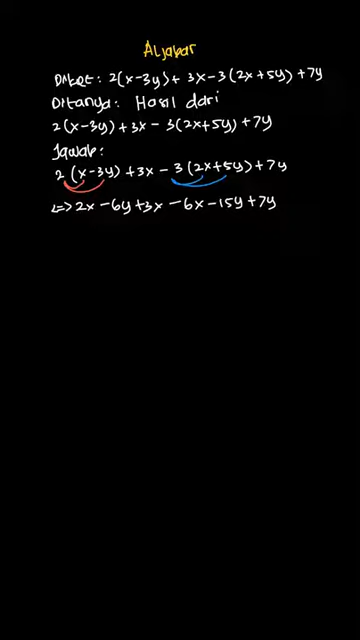 Aljabar
Diket: 2(x-3y) + 3x-3(2x+5y)+7y
Ditanya: Hasil dari
2(x-3y) +3x - 3(2x+5y) +7y
Jawab:
2 (x-3y) +3x - 3(2x+5y)+7y
<=> 2x -6y +3x -6x -15y +7y